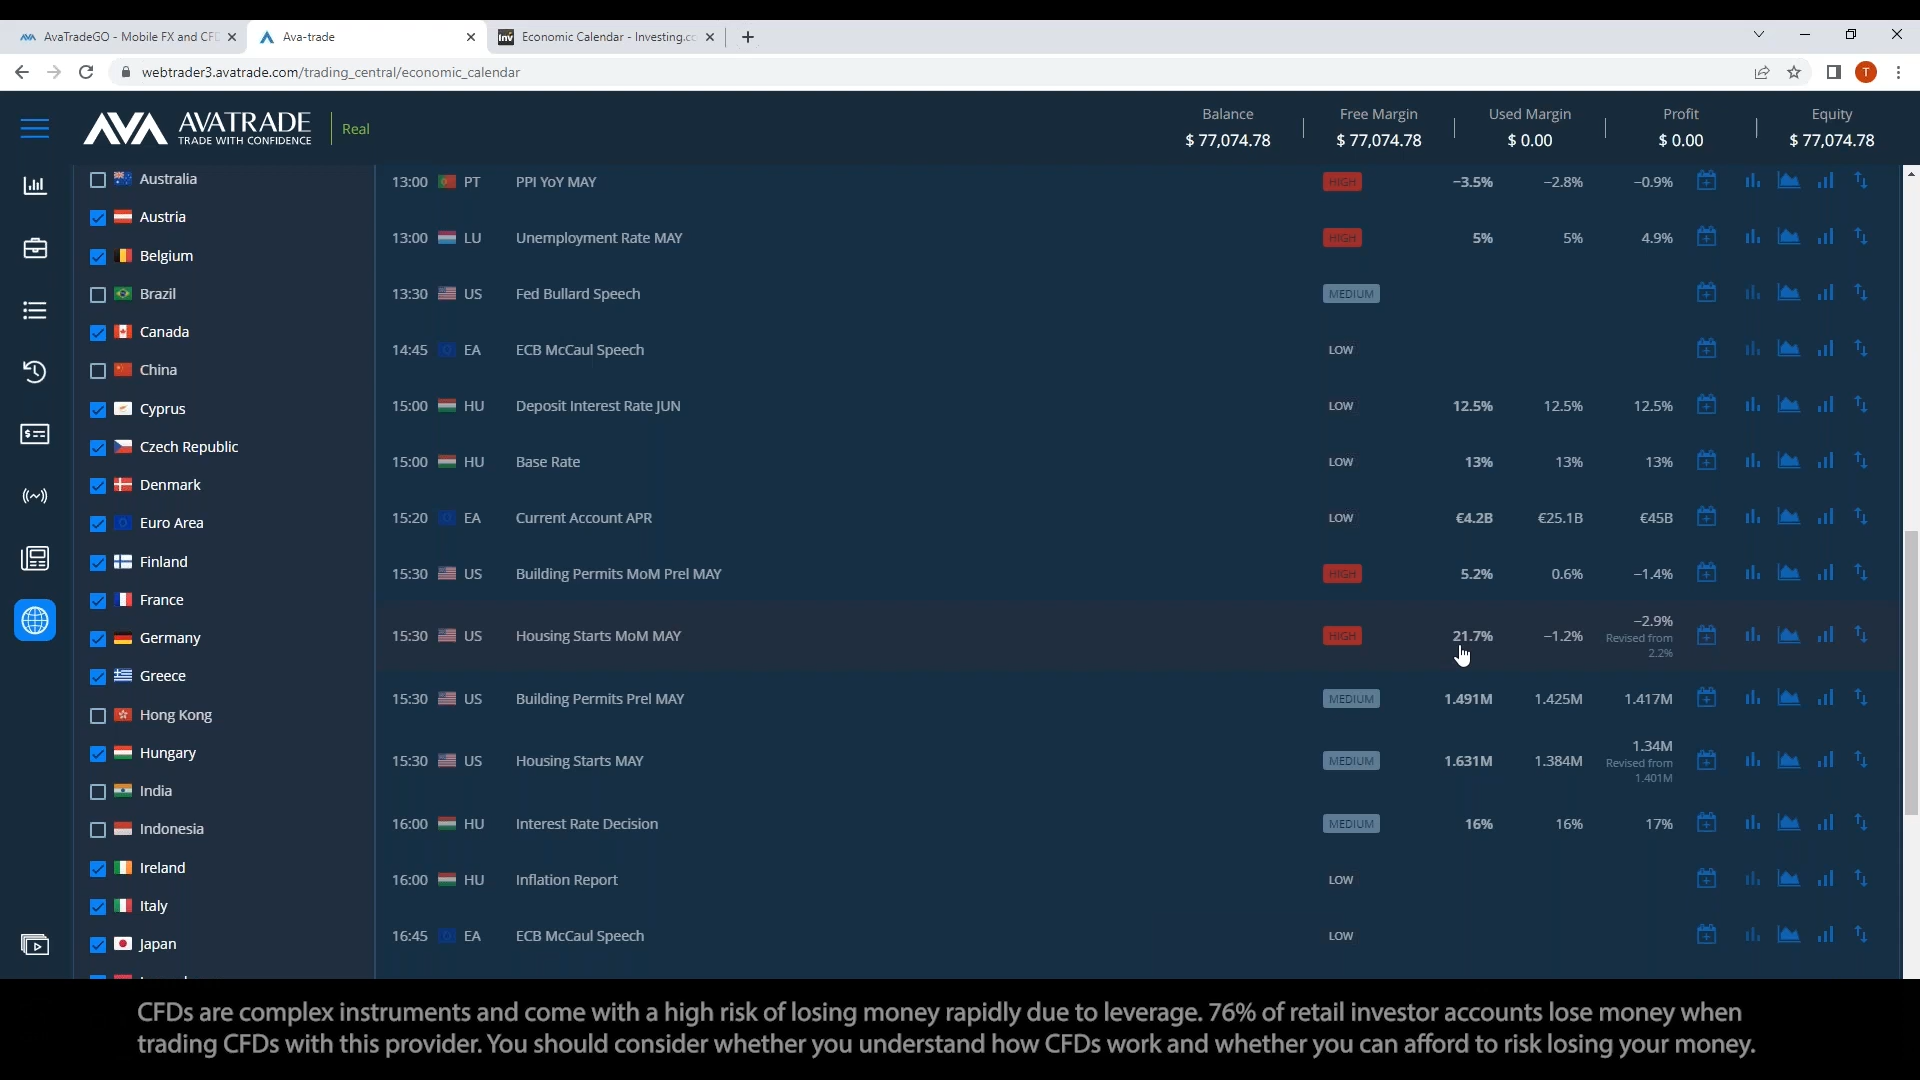 AvaTradeGO - Mobile FX and CFD
Ava-trade
Economic Calendar - Investing.co
webtrader3.avatrade.com/trading_central/economic_calendar
T
AVATRADE
TRADE WITH CONFIDENCE
Real
Balance
$ 77,074.78
Free Margin
$ 77,074.78
Used Margin
$ 0.00
Profit
$ 0.00
Equity
$ 77,074.78
Australia
Austria
Belgium
Brazil
Canada
China
Cyprus
Czech Republic
Denmark
Euro Area
Finland
France
Germany
Greece
Hong Kong
Hungary
India
Indonesia
Ireland
Italy
Japan
13:00 PT PPI YoY MAY HIGH −3.5% −2.8% −0.9%
13:00 LU Unemployment Rate MAY HIGH 5% 5% 4.9%
13:30 US Fed Bullard Speech MEDIUM
14:45 EA ECB McCaul Speech LOW
15:00 HU Deposit Interest Rate JUN LOW 12.5% 12.5% 12.5%
15:00 HU Base Rate LOW 13% 13% 13%
15:20 EA Current Account APR LOW €4.2B €25.1B €45B
15:30 US Building Permits MoM Prel MAY HIGH 5.2% 0.6% −1.4%
15:30 US Housing Starts MoM MAY HIGH 21.7% −1.2% −2.9%
Revised from
2.2%
15:30 US Building Permits Prel MAY MEDIUM 1.491M 1.425M 1.417M
15:30 US Housing Starts MAY MEDIUM 1.631M 1.384M 1.34M
Revised from
1.401M
16:00 HU Interest Rate Decision MEDIUM 16% 16% 17%
16:00 HU Inflation Report LOW
16:45 EA ECB McCaul Speech LOW
CFDs are complex instruments and come with a high risk of losing money rapidly due to leverage. 76% of retail investor accounts lose money when
trading CFDs with this provider. You should consider whether you understand how CFDs work and whether you can afford to risk losing your money.